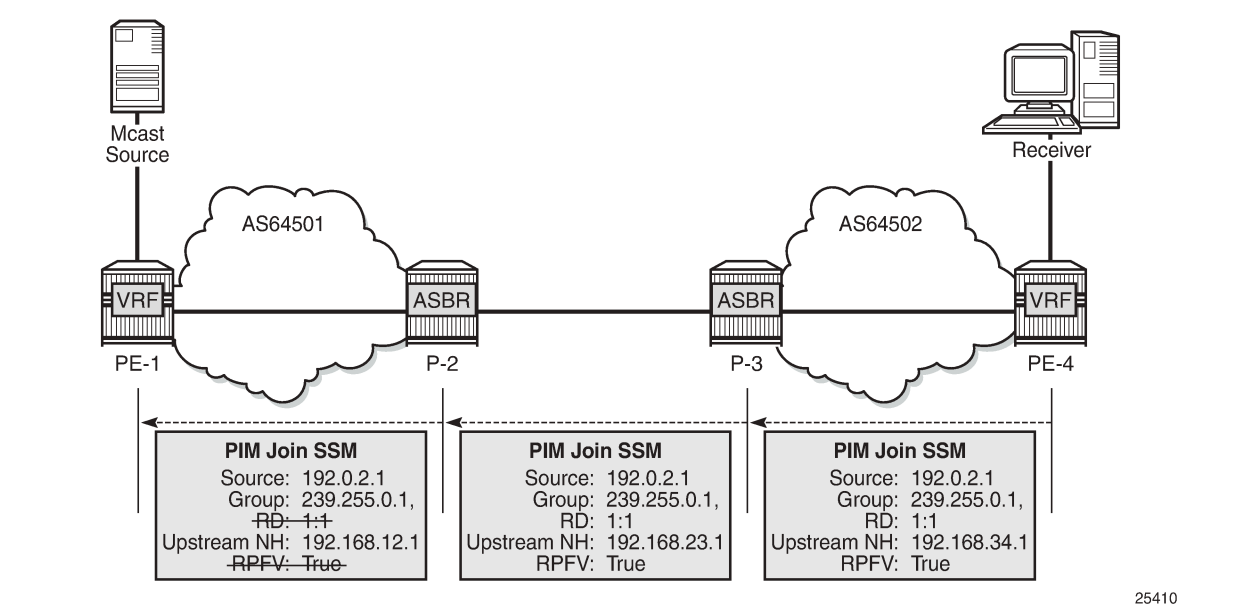 Mcast
Source
Receiver
AS64501
AS64502
VRF
ASBR
ASBR
VRF
PE-1
P-2
P-3
PE-4
PIM Join SSM
Source: 192.0.2.1
Group: 239.255.0.1,
RD: 1:1
Upstream NH: 192.168.12.1
RPFV: True
PIM Join SSM
Source: 192.0.2.1
Group: 239.255.0.1,
RD: 1:1
Upstream NH: 192.168.23.1
RPFV: True
PIM Join SSM
Source: 192.0.2.1
Group: 239.255.0.1,
RD: 1:1
Upstream NH: 192.168.34.1
RPFV: True
25410